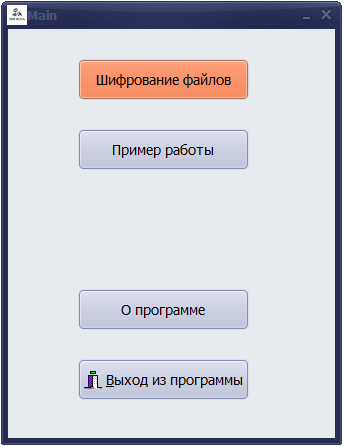 Main
Шифрование файлов
Пример работы
О программе
Выход из программы